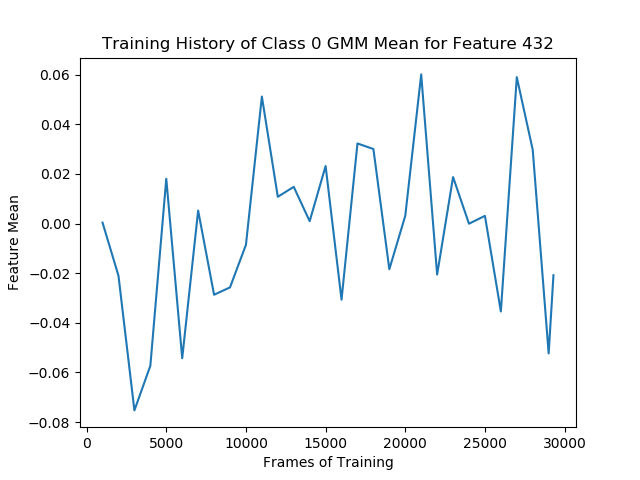 Training History of Class 0 GMM Mean for Feature 432
0.06
0.04
0.02
0.00
−0.02
−0.04
−0.06
−0.08
Feature Mean
0 5000 10000 15000 20000 25000 30000
Frames of Training